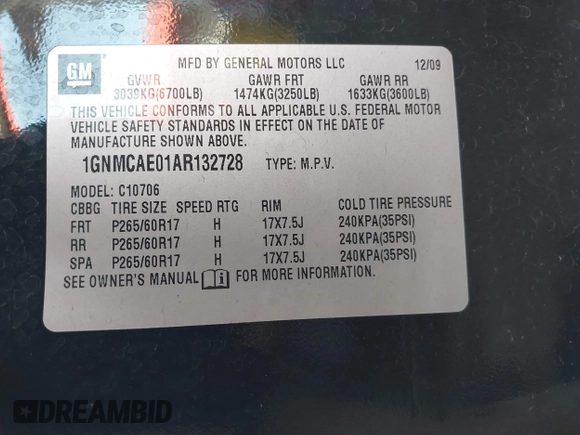 GM
MFD BY GENERAL MOTORS LLC 12/09
GVWR GAWR FRT GAWR RR
3039KG(6700LB) 1474KG(3250LB) 1633KG(3600LB)
THIS VEHICLE CONFORMS TO ALL APPLICABLE U.S. FEDERAL MOTOR
VEHICLE SAFETY STANDARDS IN EFFECT ON THE DATE OF
MANUFACTURE SHOWN ABOVE.
1GNMCAE01AR132728 TYPE: M.P.V.
MODEL: C10706
CBBG TIRE SIZE SPEED RTG RIM COLD TIRE PRESSURE
FRT P265/60R17 H 17X7.5J 240KPA(35PSI)
RR P265/60R17 H 17X7.5J 240KPA(35PSI)
SPA P265/60R17 H 17X7.5J 240KPA(35PSI)
SEE OWNER'S MANUAL i FOR MORE INFORMATION.
DREAMBID